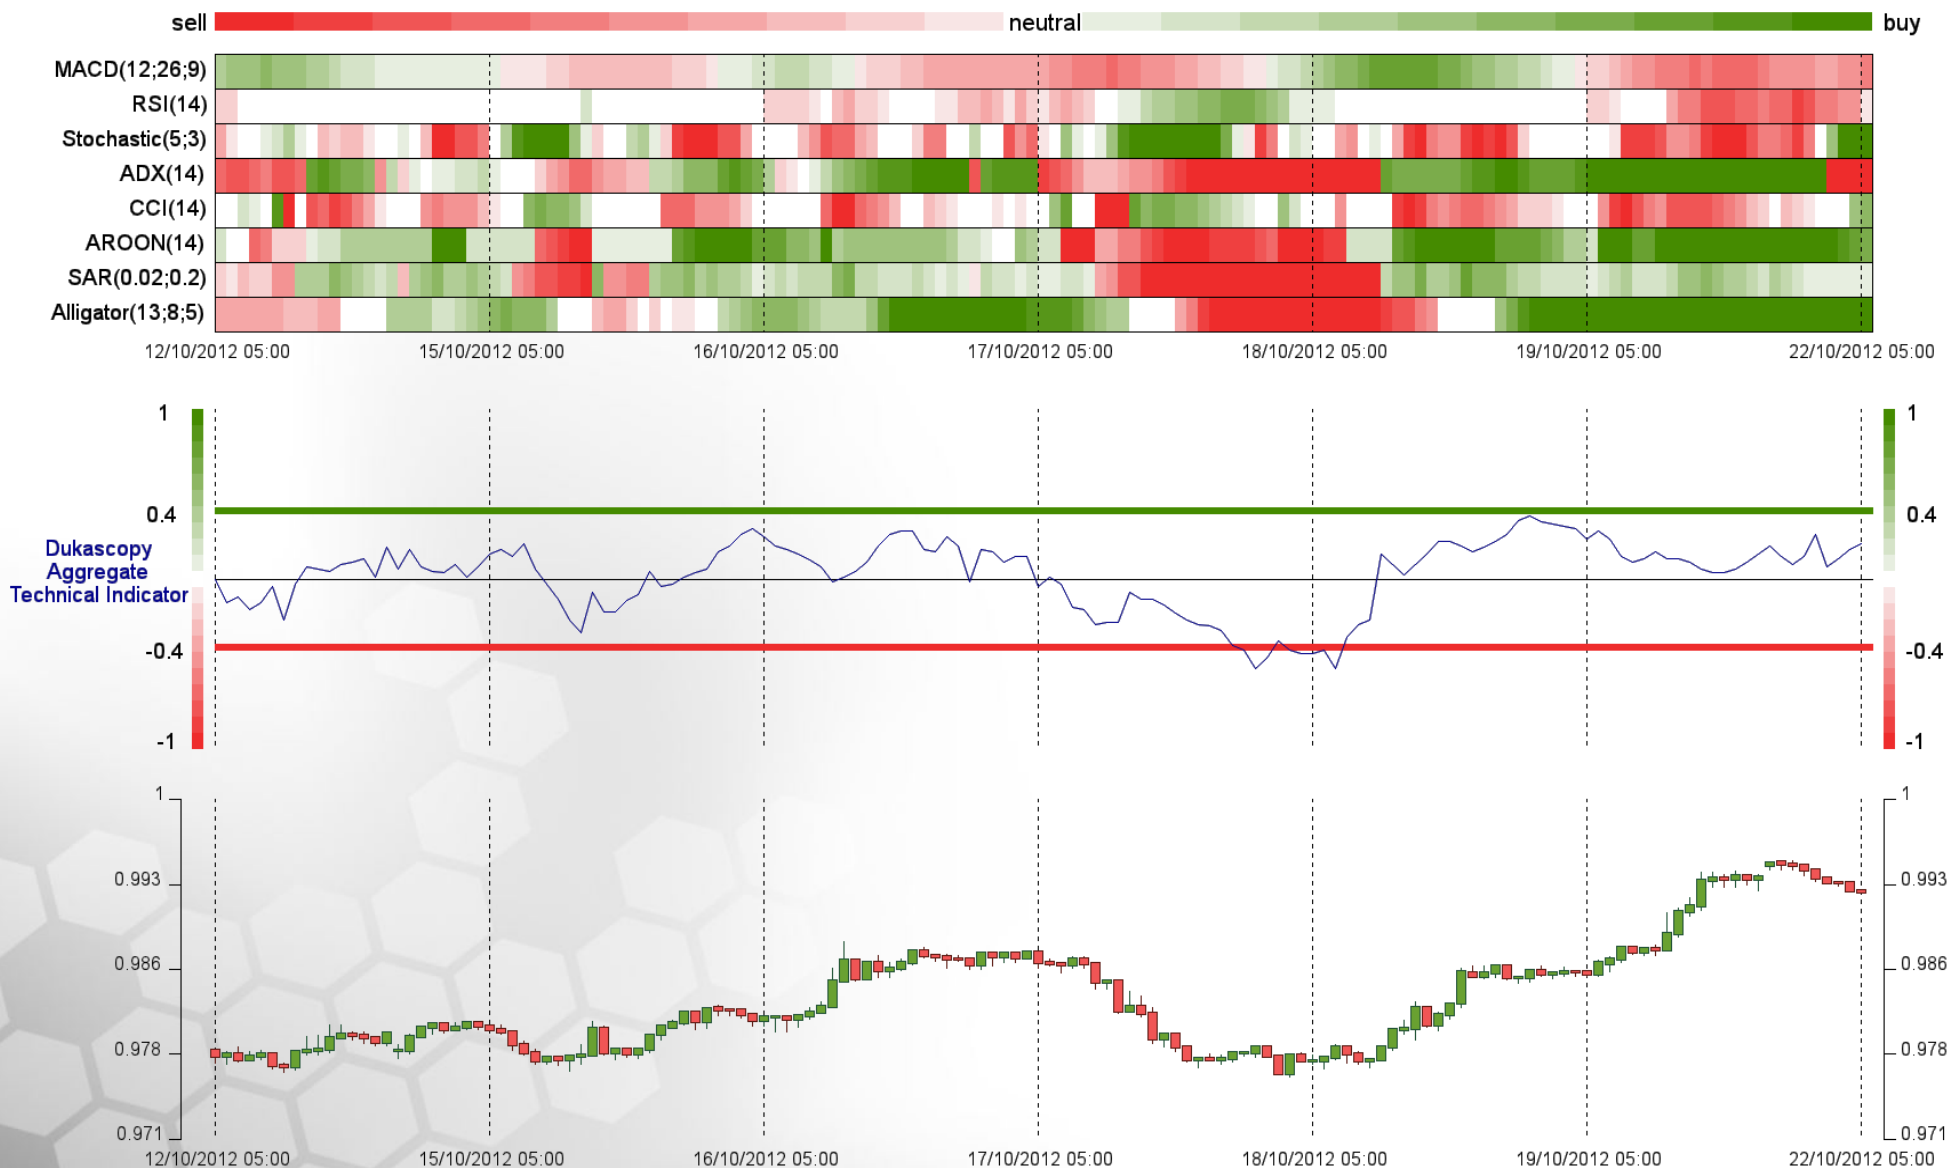 sell neutral buy
MACD(12;26;9)
RSI(14)
Stochastic(5;3)
ADX(14)
CCI(14)
AROON(14)
SAR(0.02;0.2)
Alligator(13;8;5)
12/10/2012 05:00 15/10/2012 05:00 16/10/2012 05:00 17/10/2012 05:00 18/10/2012 05:00 19/10/2012 05:00 22/10/2012 05:00
1 1
0.4 0.4
Dukascopy
Aggregate
Technical Indicator
-0.4 -0.4
-1 -1
1 1
0.993 0.993
0.986 0.986
0.978 0.978
0.971 0.971
12/10/2012 05:00 15/10/2012 05:00 16/10/2012 05:00 17/10/2012 05:00 18/10/2012 05:00 19/10/2012 05:00 22/10/2012 05:00